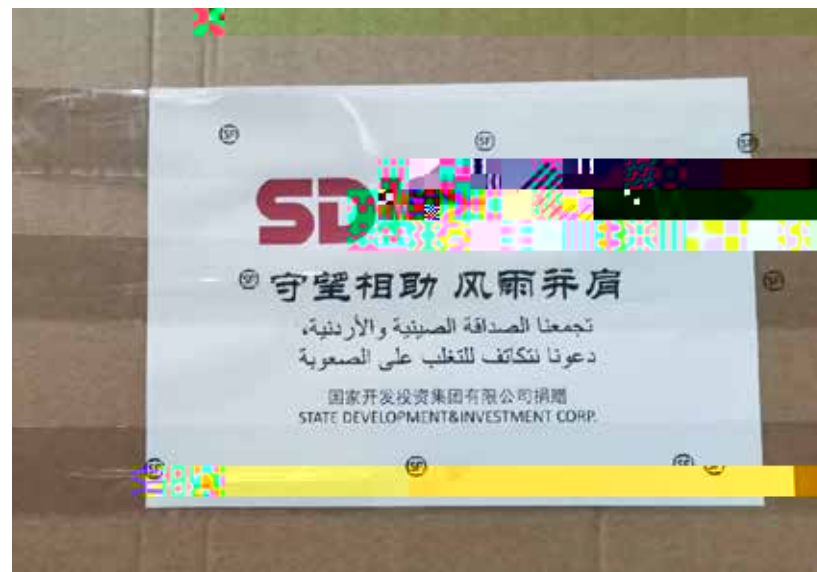 SD
守望相助 风雨并肩
تجمعنا الصداقة الصينية والأردنية،
دعونا نتكاتف للتغلب على الصعوبة
国家开发投资集团有限公司捐赠
STATE DEVELOPMENT&INVESTMENT CORP.